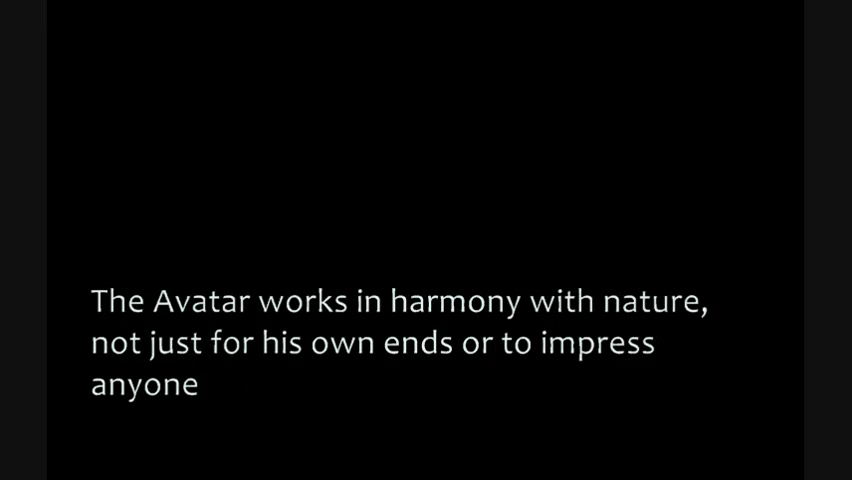 The Avatar works in harmony with nature,
not just for his own ends or to impress
anyone